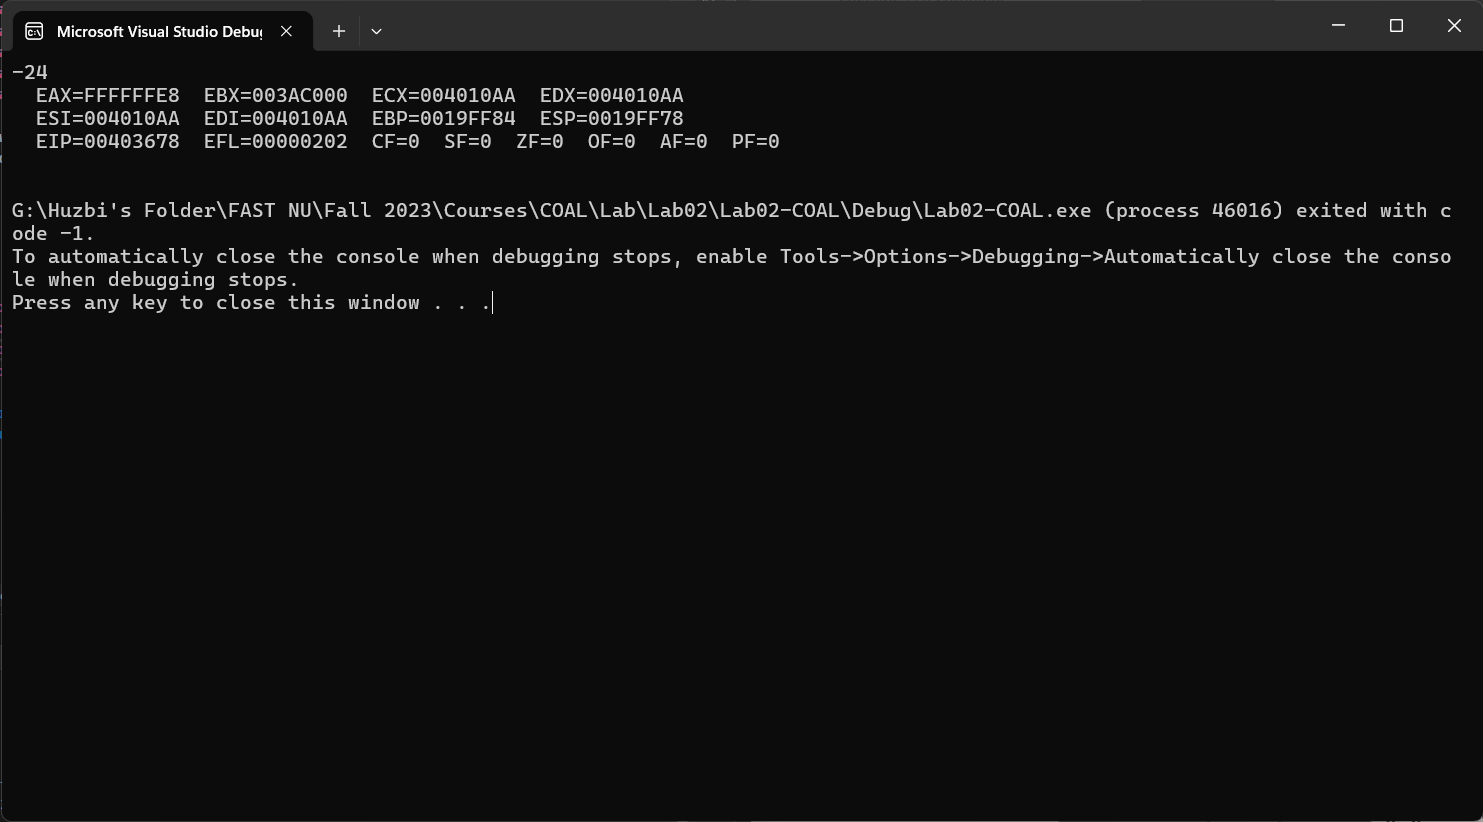 Microsoft Visual Studio Debu
-24
EAX=FFFFFFE8 EBX=003AC000 ECX=004010AA EDX=004010AA
ESI=004010AA EDI=004010AA EBP=0019FF84 ESP=0019FF78
EIP=00403678 EFL=00000202 CF=0 SF=0 ZF=0 OF=0 AF=0 PF=0
G:\Huzbi's Folder\FAST NU\Fall 2023\Courses\COAL\Lab\Lab02\Lab02-COAL\Debug\Lab02-COAL.exe (process 46016) exited with c
ode -1.
To automatically close the console when debugging stops, enable Tools->Options->Debugging->Automatically close the conso
le when debugging stops.
Press any key to close this window . . .